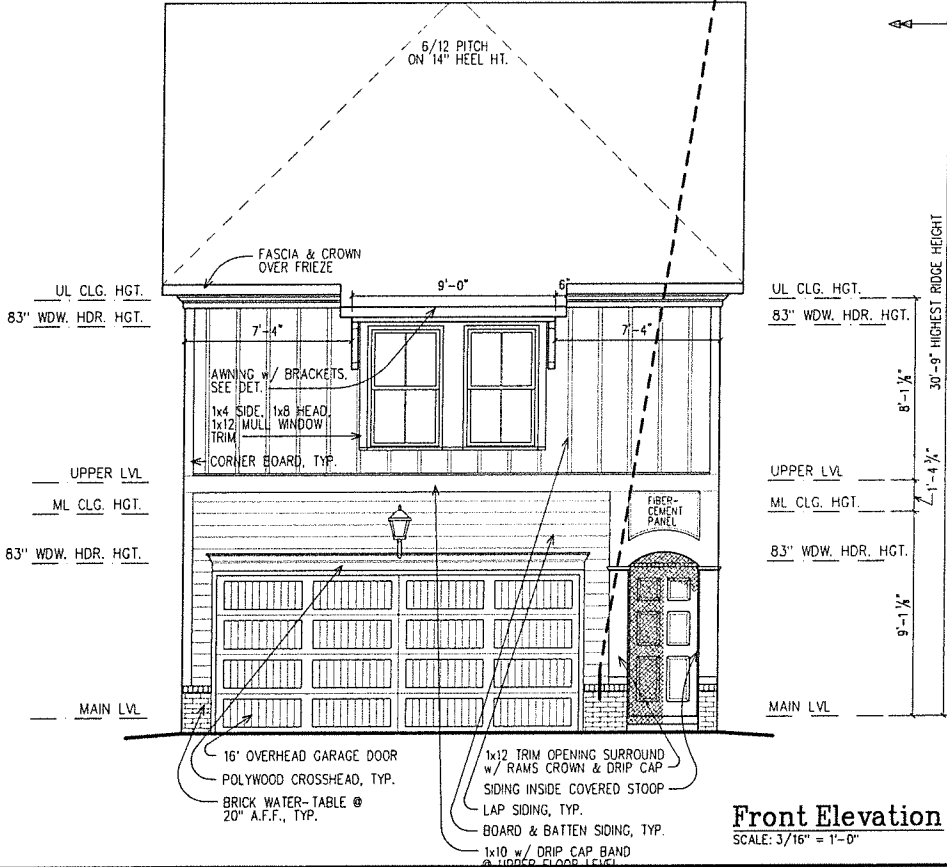 6/12 PITCH
ON 14" HEEL HT.
FASCIA & CROWN
OVER FRIEZE
UL CLG. HGT.
9'-0"
6"
UL CLG. HGT.
83" WDW. HDR. HGT.
83" WDW. HDR. HGT.
7'-4"
7'-4"
30'-9" HIGHEST RIDGE HEIGHT
8'-1 1/8"
AWNING w/ BRACKETS,
SEE DET.
1x4 SIDE, 1x8 HEAD,
1x12 MULL WINDOW
TRIM
CORNER BOARD, TYP.
UPPER LVL
UPPER LVL
1'-4 3/4"
ML CLG. HGT.
FIBER-
CEMENT
PANEL
ML CLG. HGT.
83" WDW. HDR. HGT.
83" WDW. HDR. HGT.
9'-1 1/8"
MAIN LVL
MAIN LVL
16' OVERHEAD GARAGE DOOR
POLYWOOD CROSSHEAD, TYP.
BRICK WATER-TABLE @
20" A.F.F., TYP.
1x12 TRIM OPENING SURROUND
w/ RAMS CROWN & DRIP CAP
SIDING INSIDE COVERED STOOP
LAP SIDING, TYP.
BOARD & BATTEN SIDING, TYP.
1x10 w/ DRIP CAP BAND
@ UPPER FLOOR LEVEL
Front Elevation
SCALE: 3/16" = 1'-0"